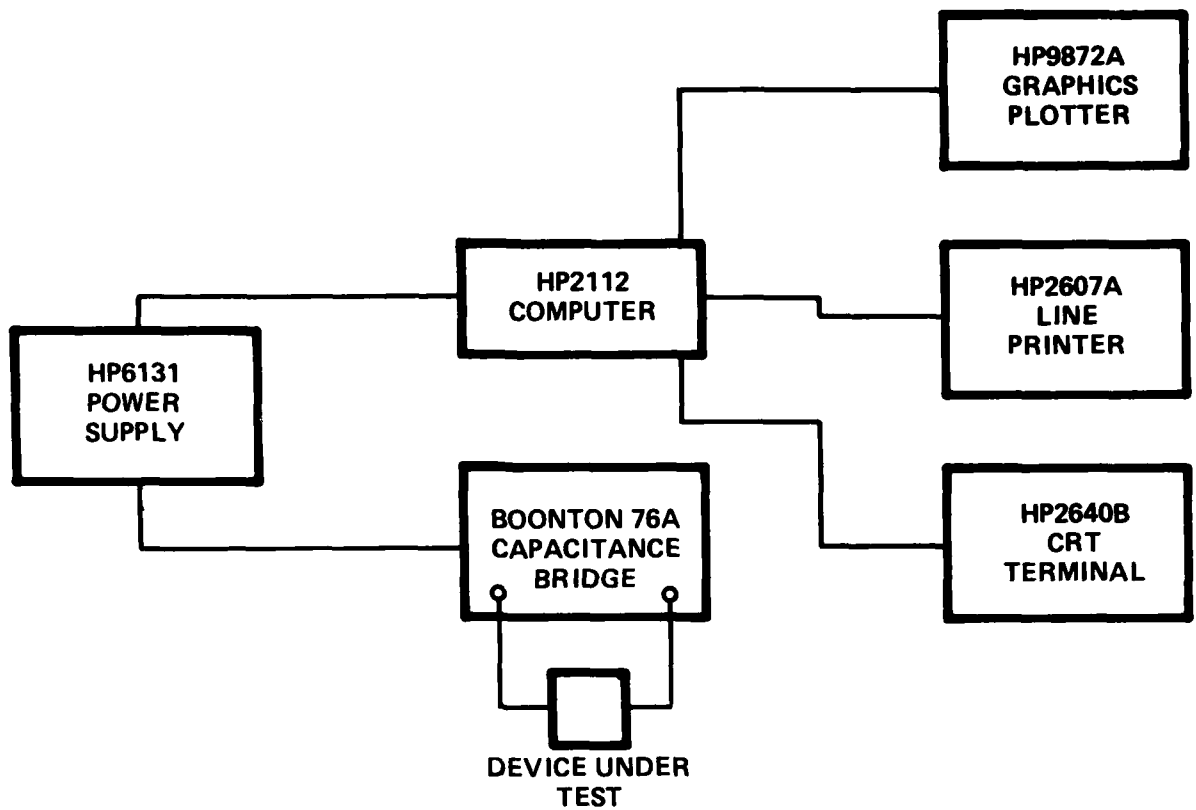 HP9872A
GRAPHICS
PLOTTER
HP2112
COMPUTER
HP2607A
LINE
PRINTER
HP6131
POWER
SUPPLY
BOONTON 76A
CAPACITANCE
BRIDGE
HP2640B
CRT
TERMINAL
DEVICE UNDER
TEST